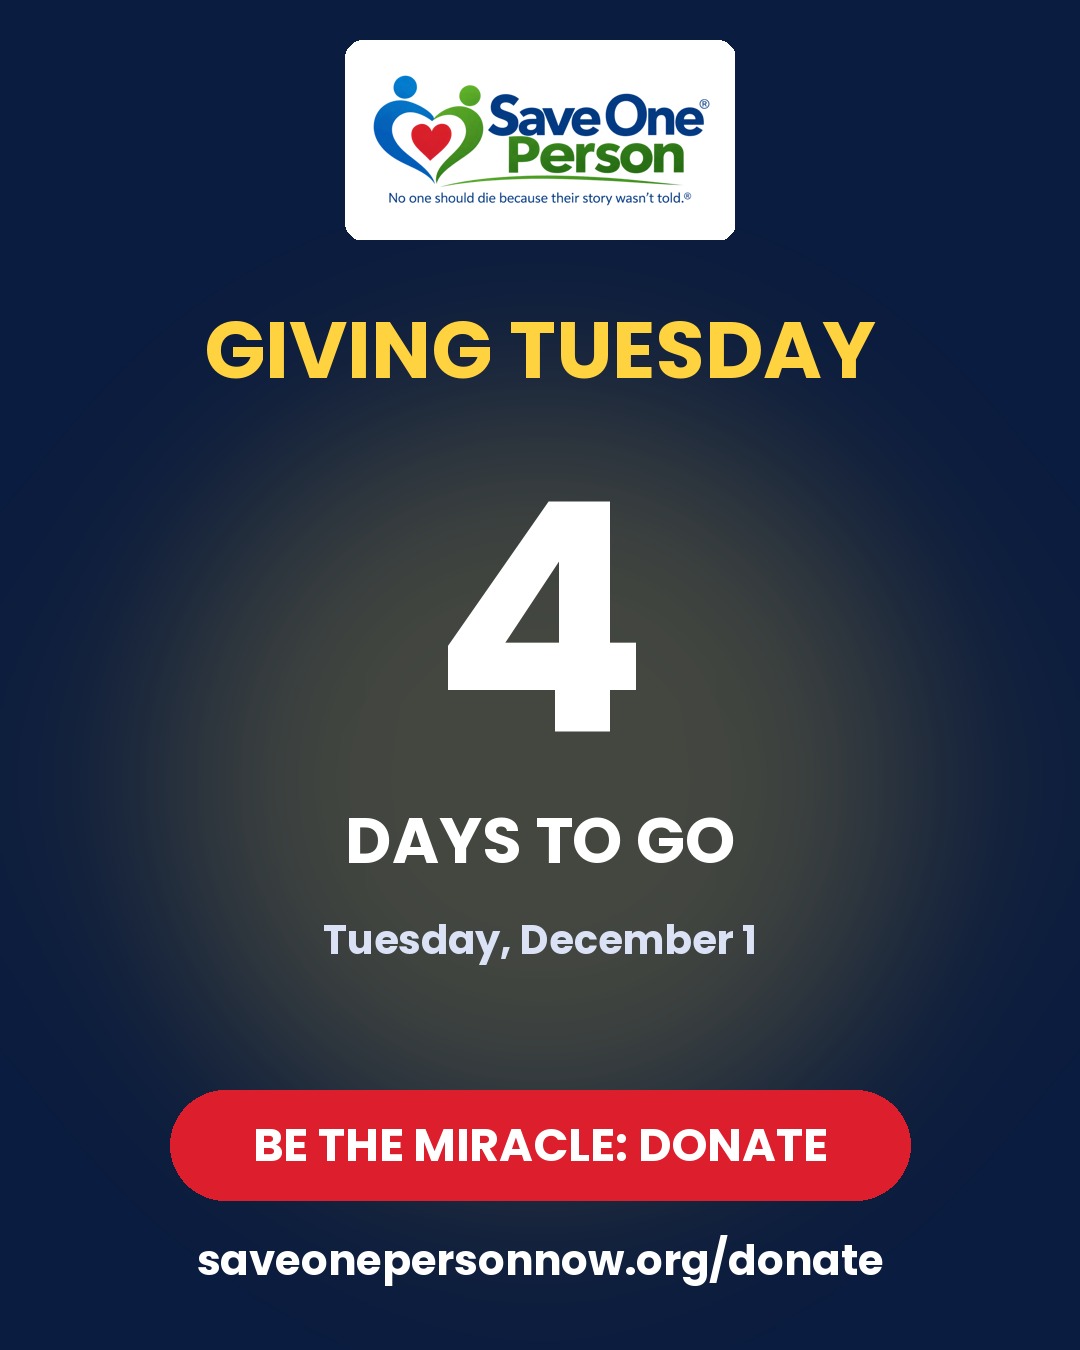 Save One®
Person
No one should die because their story wasn't told.®
GIVING TUESDAY
4
DAYS TO GO
Tuesday, December 1
BE THE MIRACLE: DONATE
saveonepersonnow.org/donate